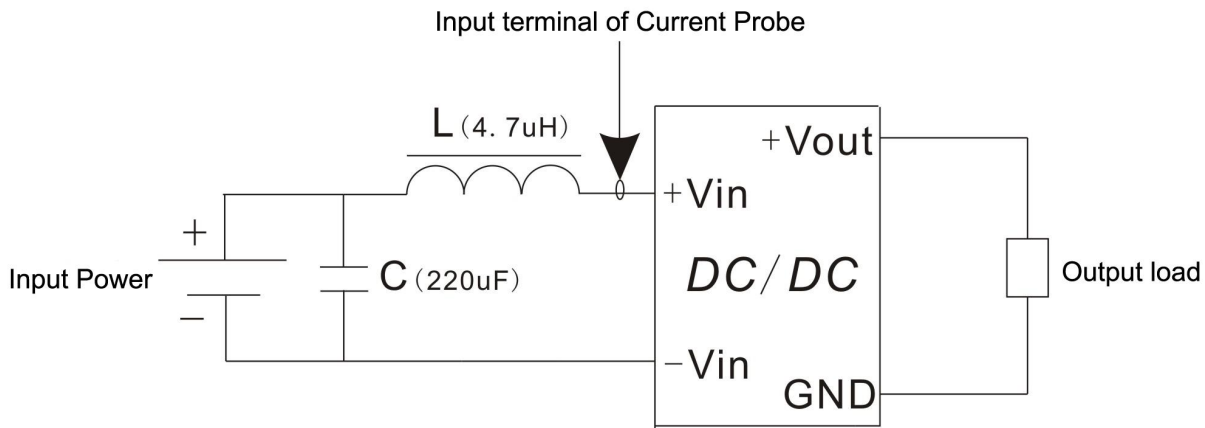 Input terminal of Current Probe
L(4.7uH)
+Vout
+Vin
+
Input Power
C(220uF)
DC/DC
Output load
−
−Vin
GND